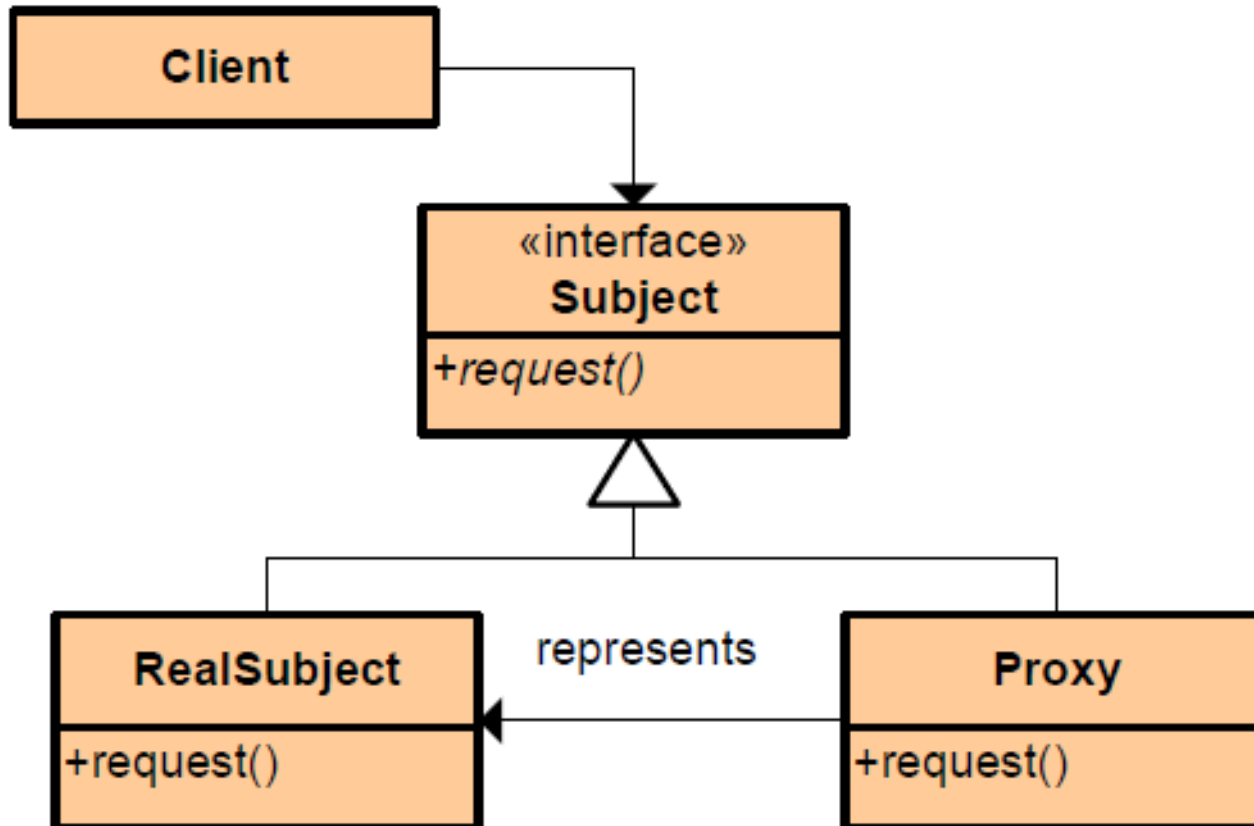 Client
«interface»
Subject
+request()
represents
RealSubject
+request()
Proxy
+request()